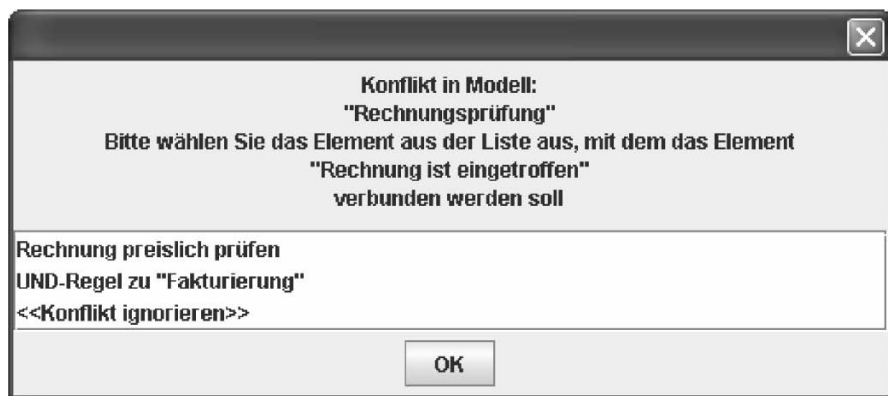 Konflikt in Modell:
"Rechnungsprüfung"
Bitte wählen Sie das Element aus der Liste aus, mit dem das Element
"Rechnung ist eingetroffen"
verbunden werden soll
Rechnung preislich prüfen
UND-Regel zu "Fakturierung"
<<Konflikt ignorieren>>
OK